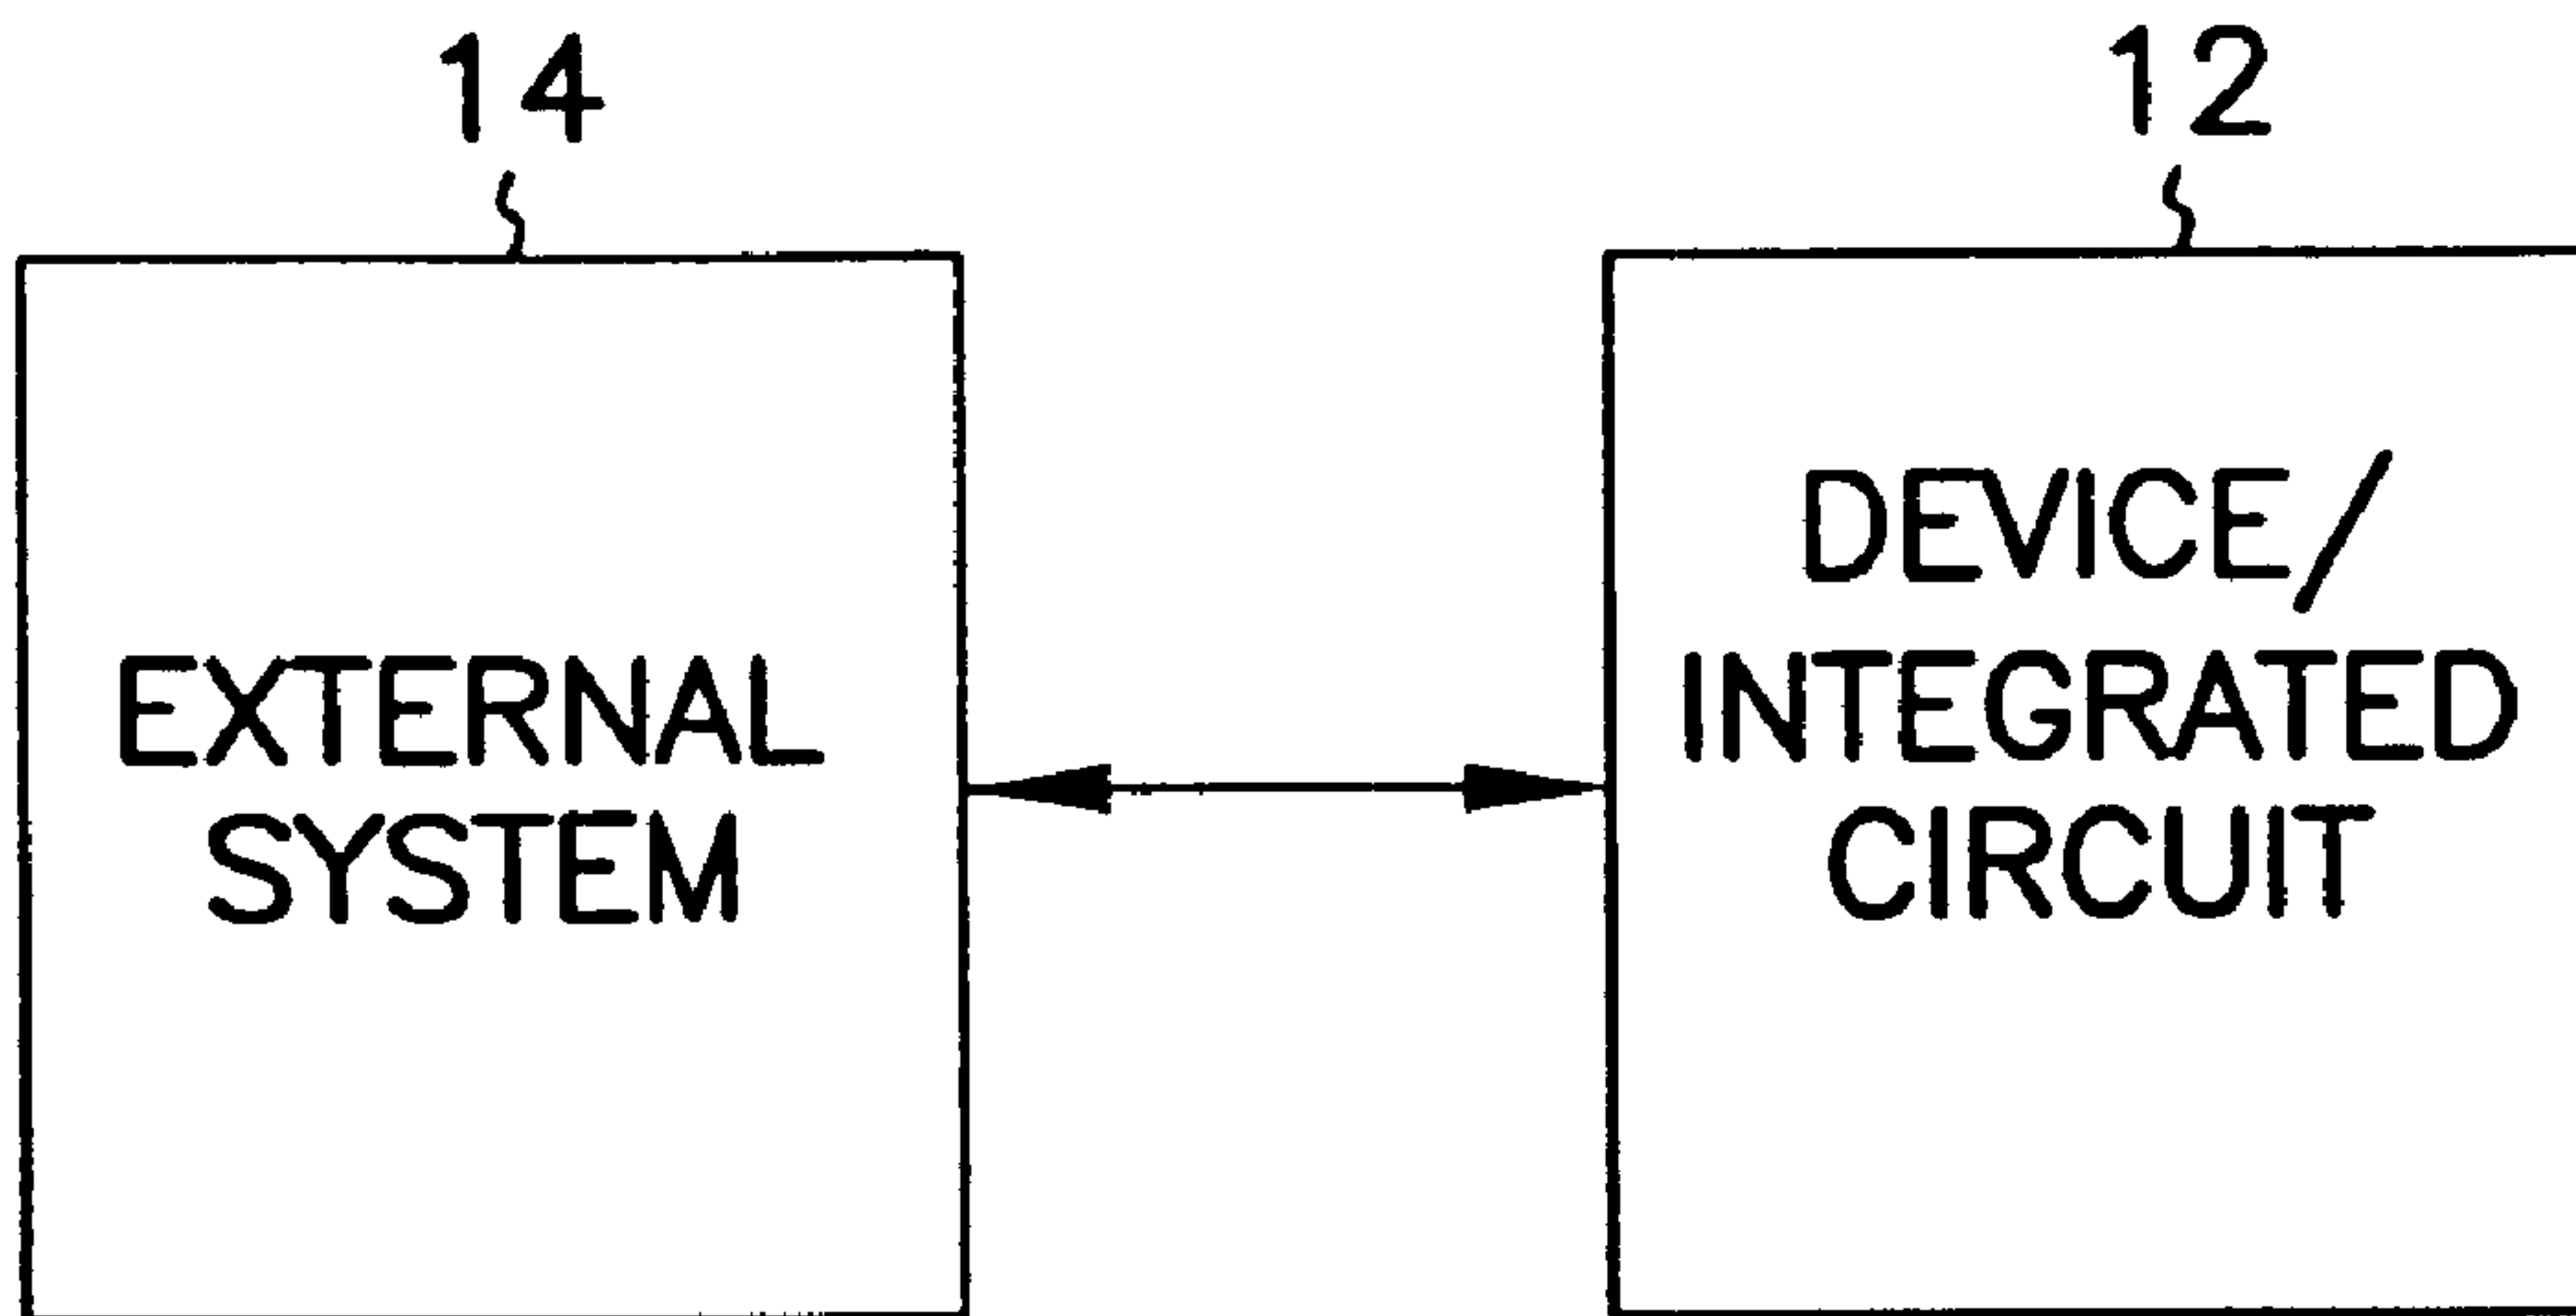 14
12
EXTERNAL
SYSTEM
DEVICE/
INTEGRATED
CIRCUIT